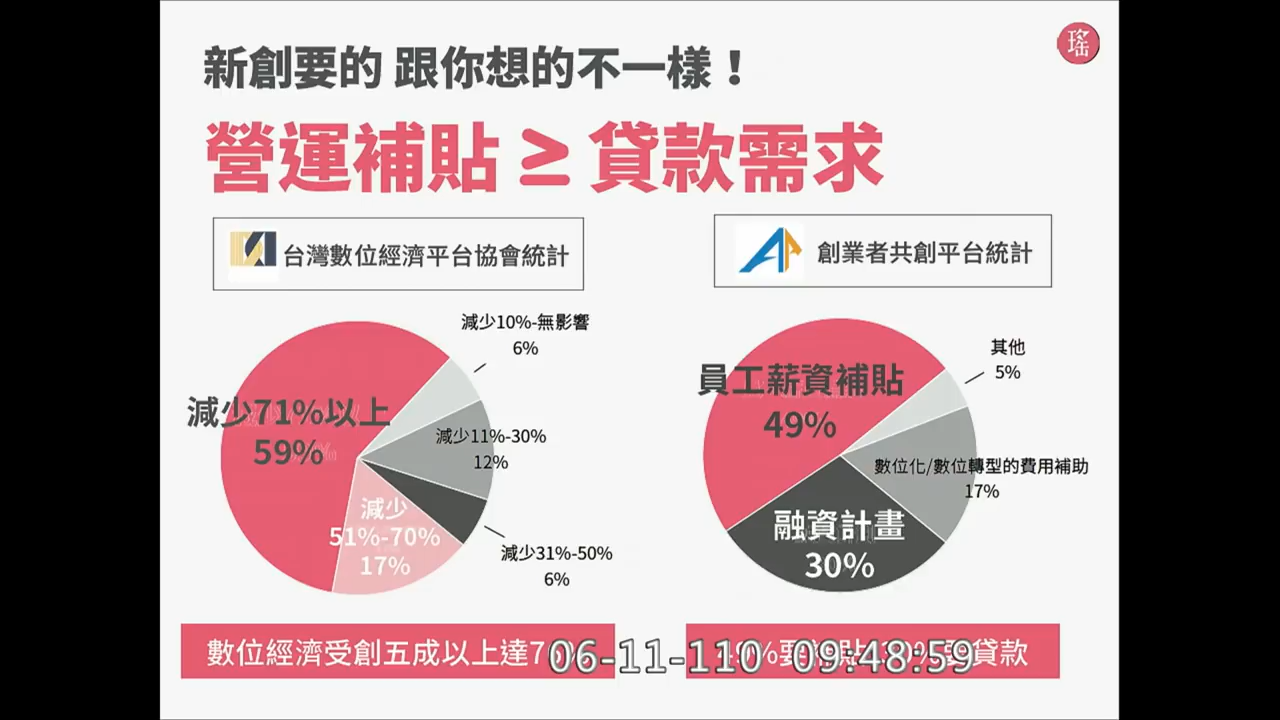 新創要的 跟你想的不一樣！
瑤
營運補貼 ≥ 貸款需求
台灣數位經濟平台協會統計
減少10%-無影響
6%
減少71%以上
59%
減少11%-30%
12%
減少
51%-70%
17%
減少31%-50%
6%
數位經濟受創五成以上達7
創業者共創平台統計
其他
5%
員工薪資補貼
49%
數位化/數位轉型的費用補助
17%
融資計畫
30%
49%要補貼 貸款
06-11-110 09:48:59